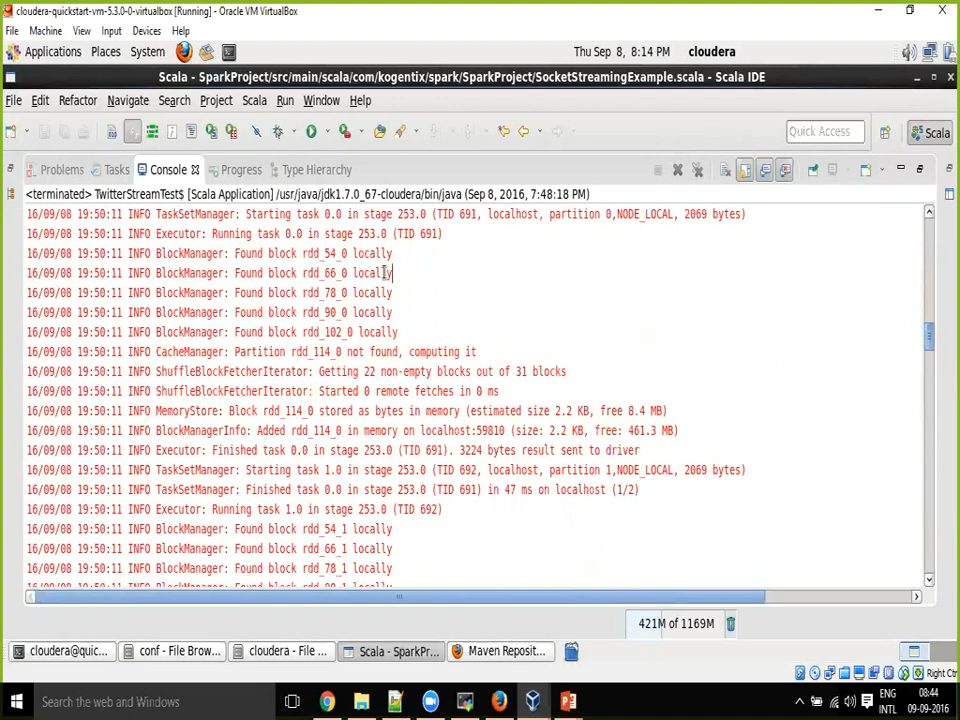 cloudera-quickstart-vm-5.3.0-0-virtualbox [Running] - Oracle VM VirtualBox
File Machine View Input Devices Help
Applications Places System Thu Sep 8, 8:14 PM cloudera
Scala - SparkProject/src/main/scala/com/kogentix/spark/SparkProject/SocketStreamingExample.scala - Scala IDE
File Edit Refactor Navigate Search Project Scala Run Window Help
Quick Access Scala
Problems Tasks Console Progress Type Hierarchy
<terminated> TwitterStreamTest$ [Scala Application] /usr/java/jdk1.7.0_67-cloudera/bin/java (Sep 8, 2016, 7:48:18 PM)
16/09/08 19:50:11 INFO TaskSetManager: Starting task 0.0 in stage 253.0 (TID 691, localhost, partition 0,NODE_LOCAL, 2069 bytes)
16/09/08 19:50:11 INFO Executor: Running task 0.0 in stage 253.0 (TID 691)
16/09/08 19:50:11 INFO BlockManager: Found block rdd_54_0 locally
16/09/08 19:50:11 INFO BlockManager: Found block rdd_66_0 locally
16/09/08 19:50:11 INFO BlockManager: Found block rdd_78_0 locally
16/09/08 19:50:11 INFO BlockManager: Found block rdd_90_0 locally
16/09/08 19:50:11 INFO BlockManager: Found block rdd_102_0 locally
16/09/08 19:50:11 INFO CacheManager: Partition rdd_114_0 not found, computing it
16/09/08 19:50:11 INFO ShuffleBlockFetcherIterator: Getting 22 non-empty blocks out of 31 blocks
16/09/08 19:50:11 INFO ShuffleBlockFetcherIterator: Started 0 remote fetches in 0 ms
16/09/08 19:50:11 INFO MemoryStore: Block rdd_114_0 stored as bytes in memory (estimated size 2.2 KB, free 8.4 MB)
16/09/08 19:50:11 INFO BlockManagerInfo: Added rdd_114_0 in memory on localhost:59810 (size: 2.2 KB, free: 461.3 MB)
16/09/08 19:50:11 INFO Executor: Finished task 0.0 in stage 253.0 (TID 691). 3224 bytes result sent to driver
16/09/08 19:50:11 INFO TaskSetManager: Starting task 1.0 in stage 253.0 (TID 692, localhost, partition 1,NODE_LOCAL, 2069 bytes)
16/09/08 19:50:11 INFO TaskSetManager: Finished task 0.0 in stage 253.0 (TID 691) in 47 ms on localhost (1/2)
16/09/08 19:50:11 INFO Executor: Running task 1.0 in stage 253.0 (TID 692)
16/09/08 19:50:11 INFO BlockManager: Found block rdd_54_1 locally
16/09/08 19:50:11 INFO BlockManager: Found block rdd_66_1 locally
16/09/08 19:50:11 INFO BlockManager: Found block rdd_78_1 locally
16/09/08 19:50:11 INFO BlockManager: Found block rdd_90_1 locally
421M of 1169M
cloudera@quic... conf - File Brow... cloudera - File ... Scala - SparkPr... Maven Reposit...
Right Ctrl
Search the web and Windows
ENG 08:44
INTL 09-09-2016